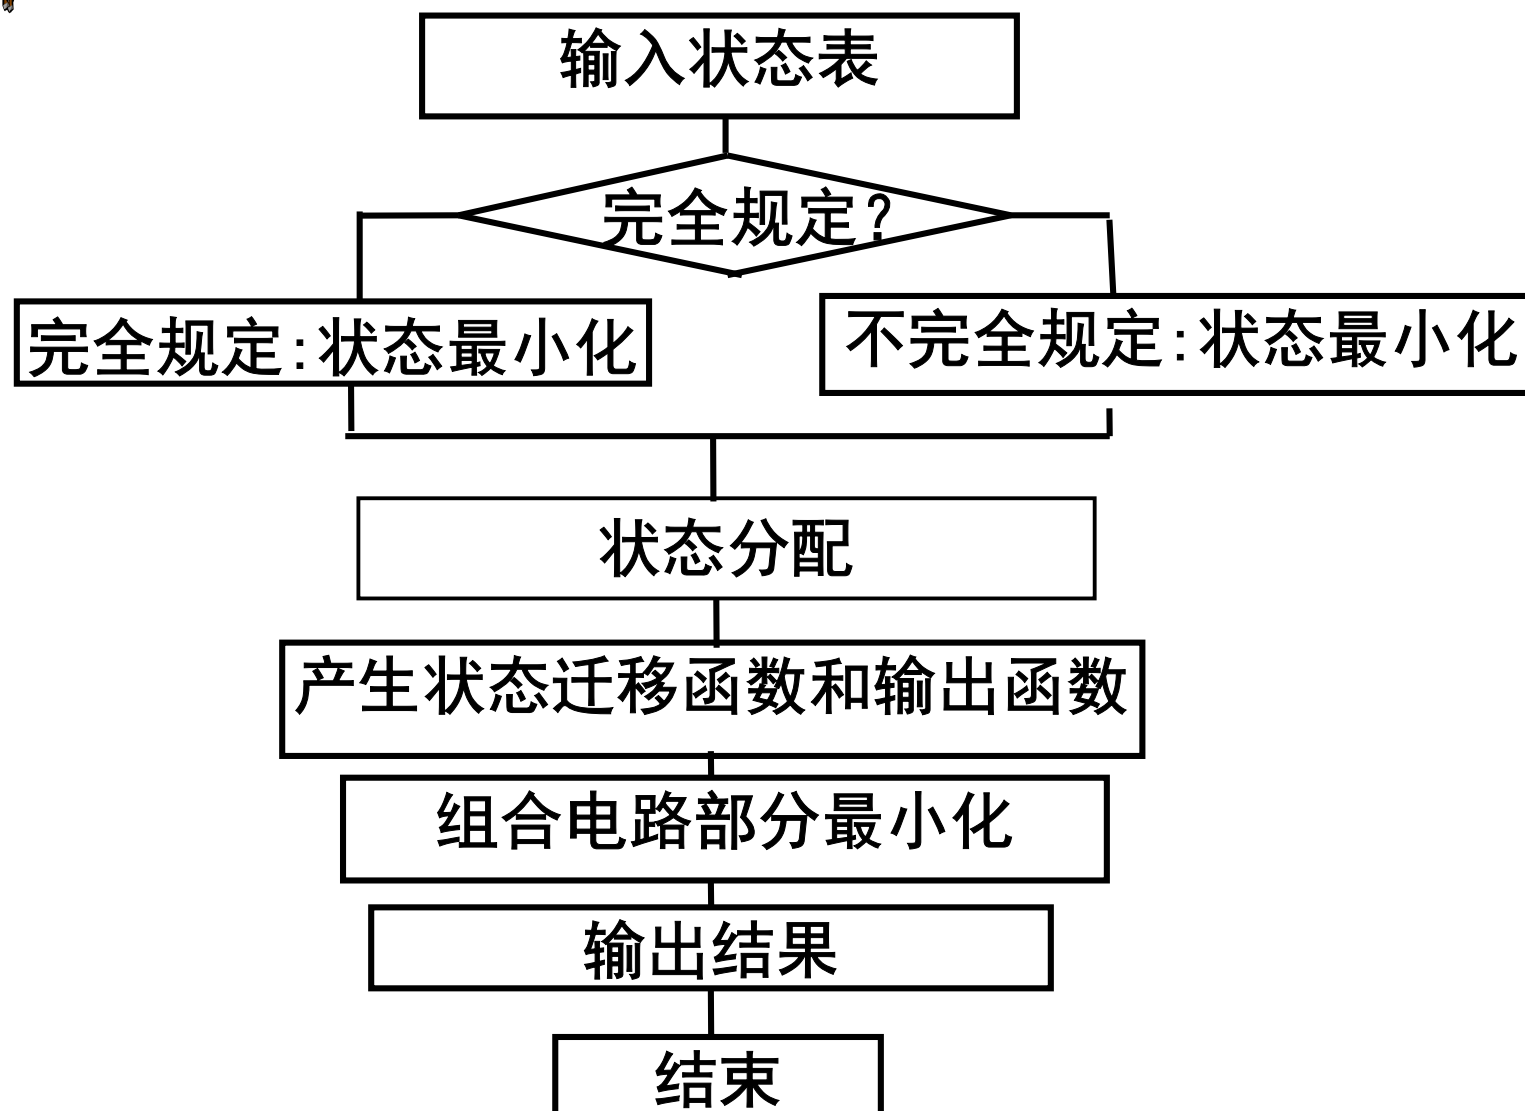 输入状态表
完全规定?
完全规定:状态最小化
不完全规定:状态最小化
状态分配
产生状态迁移函数和输出函数
组合电路部分最小化
输出结果
结束